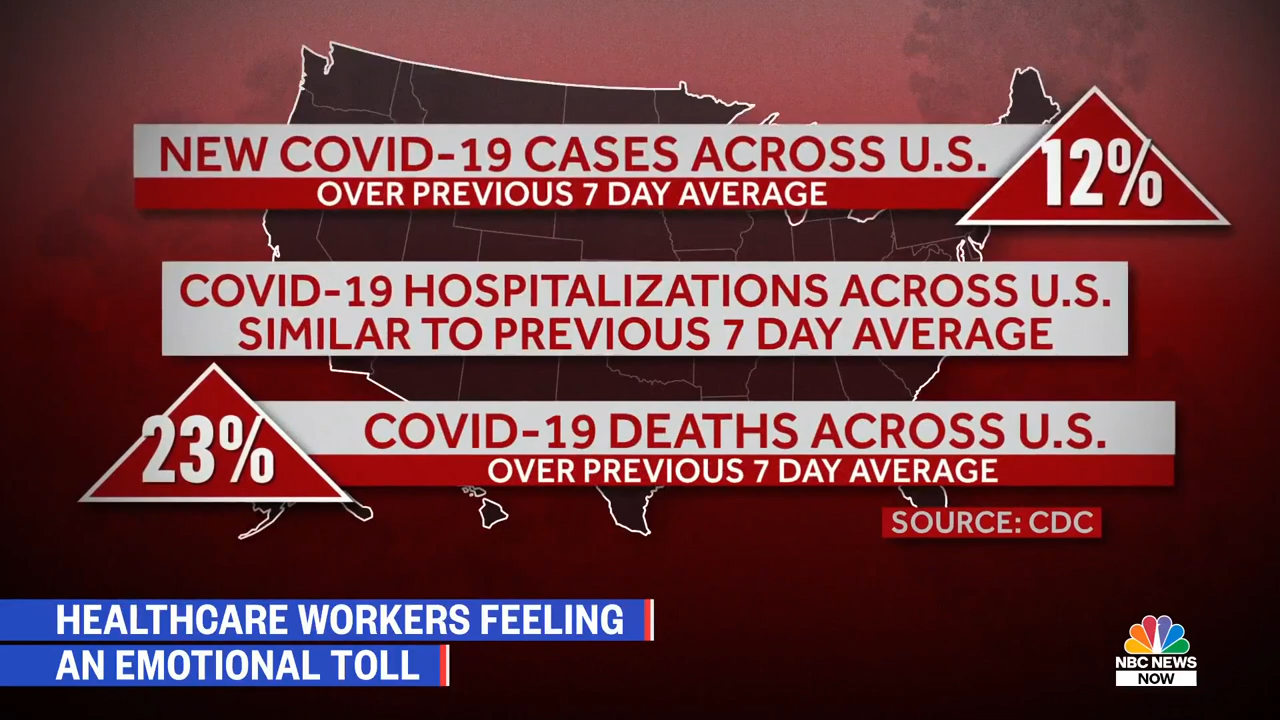 NEW COVID-19 CASES ACROSS U.S.
OVER PREVIOUS 7 DAY AVERAGE
12%
COVID-19 HOSPITALIZATIONS ACROSS U.S.
SIMILAR TO PREVIOUS 7 DAY AVERAGE
23%
COVID-19 DEATHS ACROSS U.S.
OVER PREVIOUS 7 DAY AVERAGE
SOURCE: CDC
HEALTHCARE WORKERS FEELING
AN EMOTIONAL TOLL
NBC NEWS
NOW